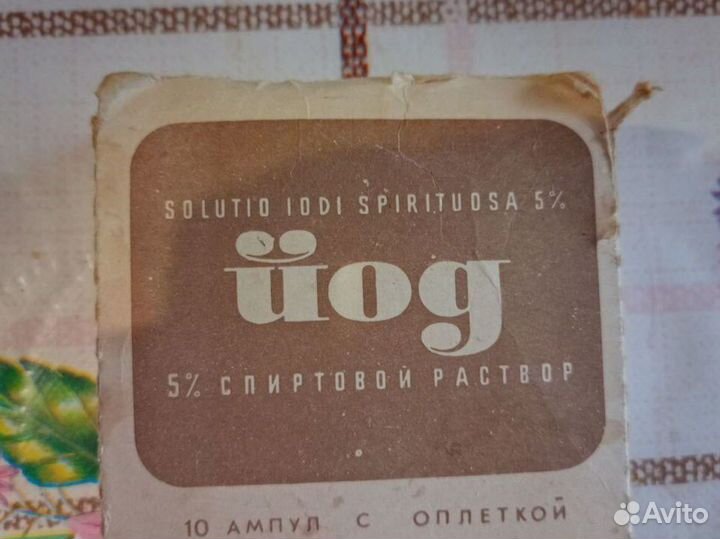 SOLUTIO IODI SPIRITUOSA 5%
йод
5% СПИРТОВОЙ РАСТВОР
10 АМПУЛ С ОПЛЕТКОЙ
Avito